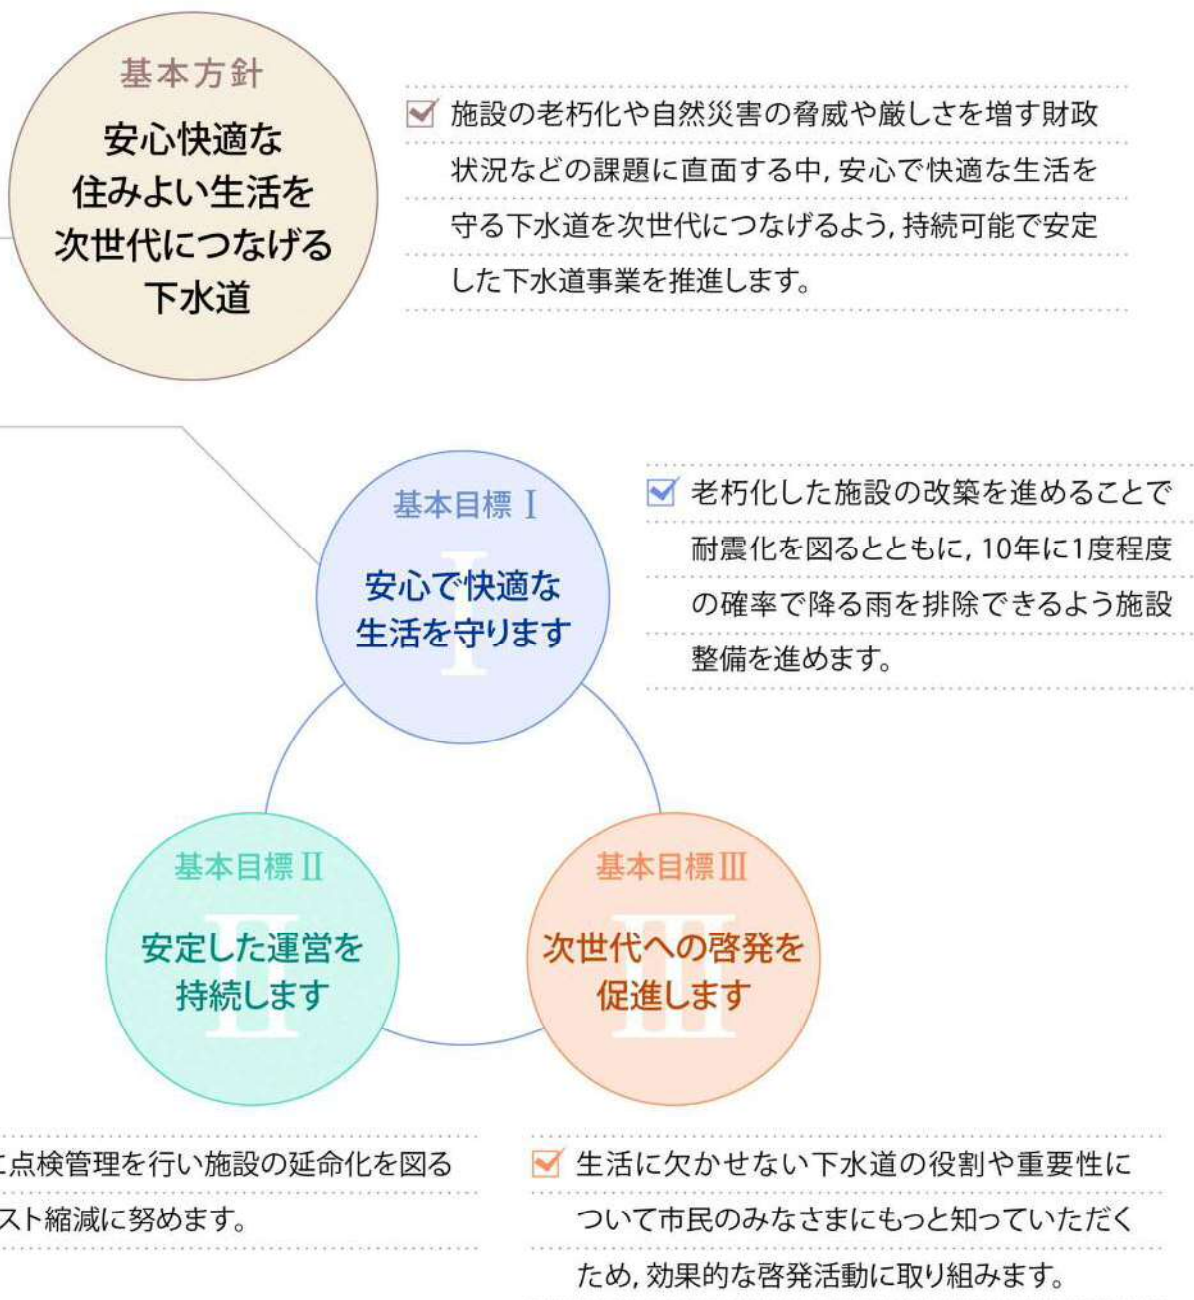 基本方針
安心快適な
住みよい生活を
次世代につなげる
下水道
施設の老朽化や自然災害の脅威や厳しさを増す財政
状況などの課題に直面する中, 安心で快適な生活を
守る下水道を次世代につなげるよう, 持続可能で安定
した下水道事業を推進します。
基本目標 Ⅰ
Ⅰ
安心で快適な
生活を守ります
老朽化した施設の改築を進めることで
耐震化を図るとともに, 10年に1度程度
の確率で降る雨を排除できるよう施設
整備を進めます。
基本目標 Ⅱ
Ⅱ
安定した運営を
持続します
基本目標 Ⅲ
Ⅲ
次世代への啓発を
促進します
点検管理を行い施設の延命化を図る
スト縮減に努めます。
生活に欠かせない下水道の役割や重要性に
ついて市民のみなさまにもっと知っていただく
ため, 効果的な啓発活動に取り組みます。